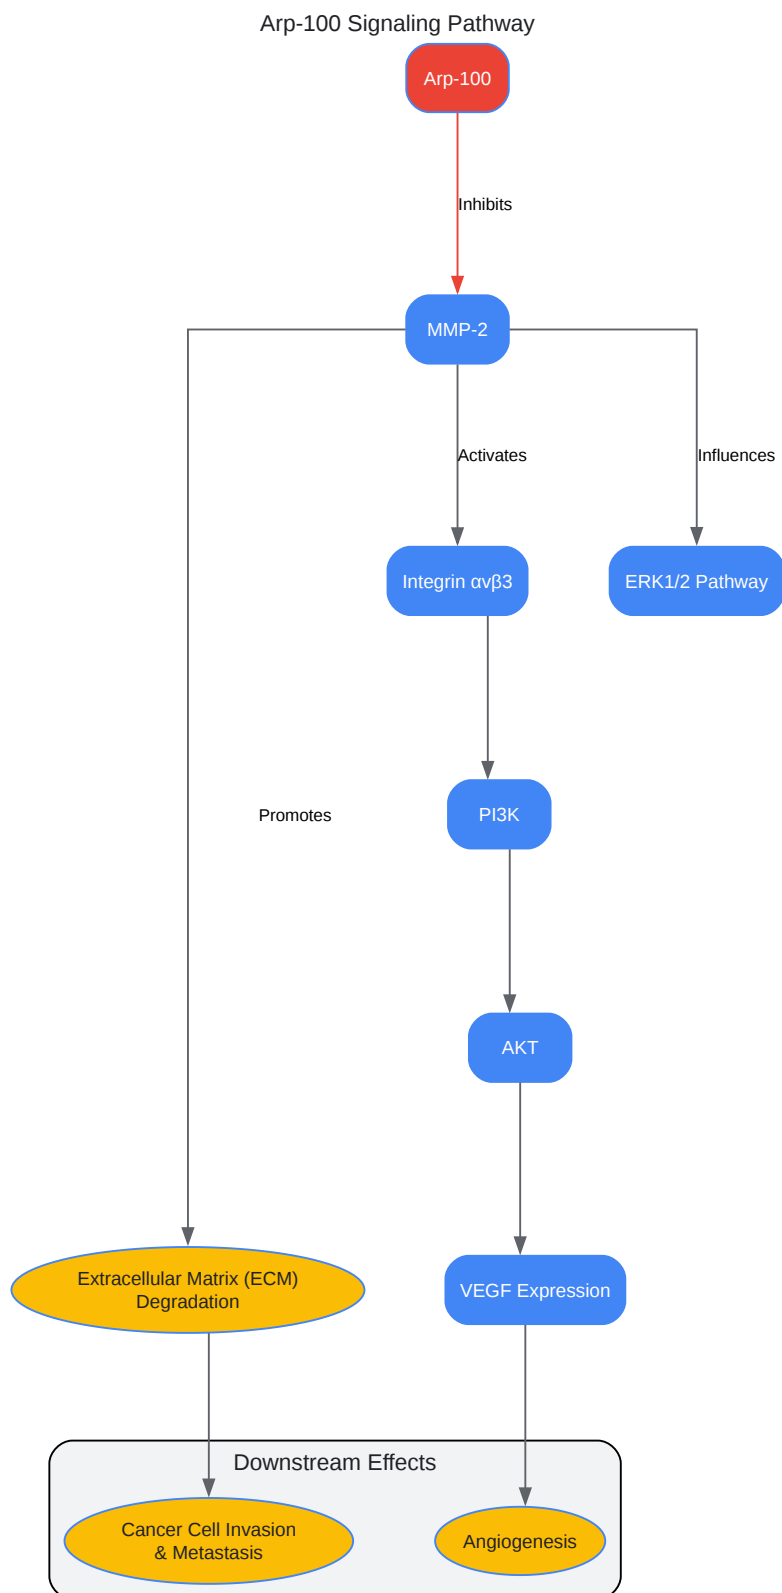 Arp-100 Signaling Pathway
Arp-100
Inhibits
MMP-2
Activates
Influences
Integrin αvβ3
ERK1/2 Pathway
PI3K
Promotes
AKT
Extracellular Matrix (ECM)
Degradation
VEGF Expression
Downstream Effects
Cancer Cell Invasion
& Metastasis
Angiogenesis